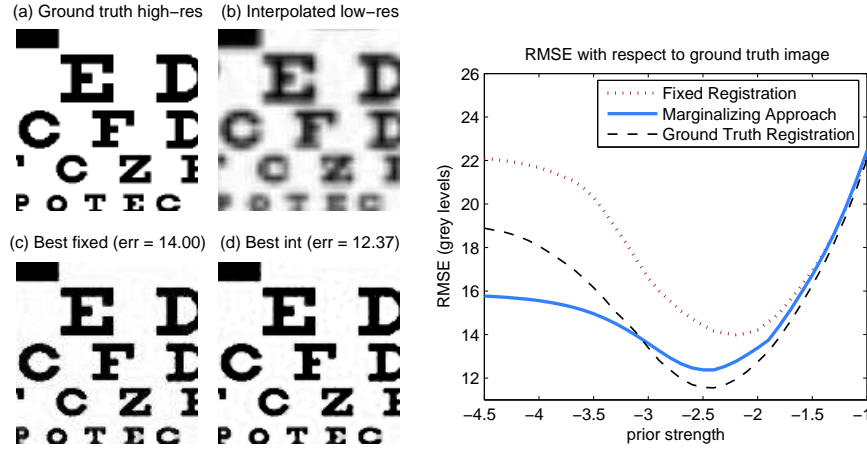 (a) Ground truth high−res
E D
C F D
C Z
P O T E C
(b) Interpolated low−res
E D
C F D
C Z
P O T E C
(c) Best fixed (err = 14.00)
E D
C F D
C Z
P O T E C
(d) Best int (err = 12.37)
E D
C F D
C Z
P O T E C
RMSE with respect to ground truth image
Fixed Registration
Marginalizing Approach
Ground Truth Registration
RMSE (grey levels)
26
24
22
20
18
16
14
12
−4.5 −4 −3.5 −3 −2.5 −2 −1.5 −1
prior strength